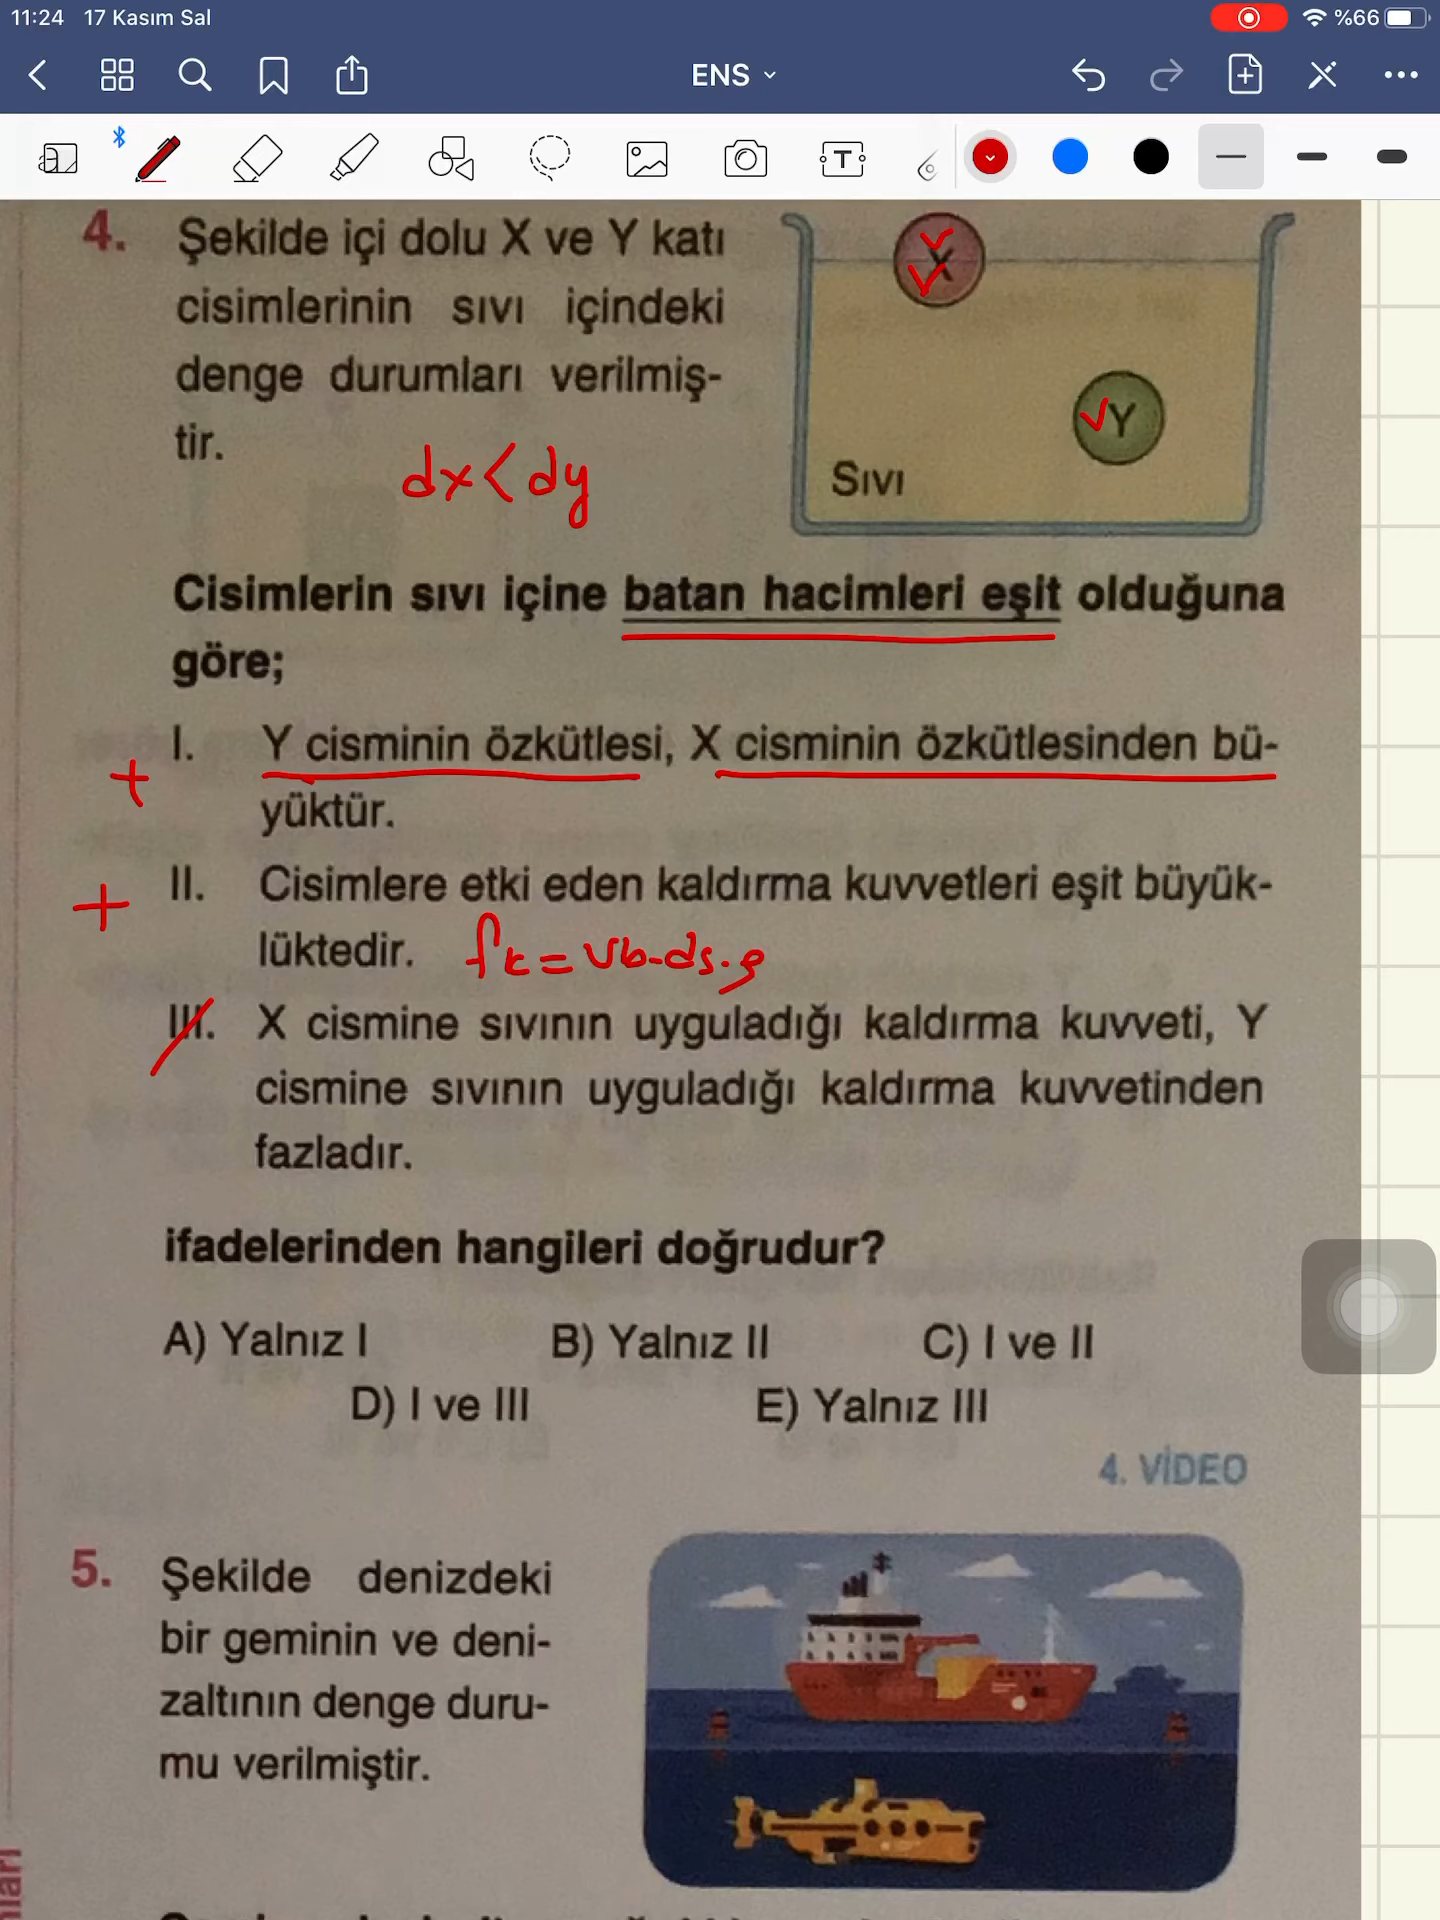 11:24 17 Kasım Sal
%66
ENS
4. Şekilde içi dolu X ve Y katı
cisimlerinin sıvı içindeki
denge durumları verilmiş-
tir.
X
Y
Sıvı
dx < dy
Cisimlerin sıvı içine batan hacimleri eşit olduğuna
göre;
I. Y cisminin özkütlesi, X cisminin özkütlesinden bü-
yüktür.
II. Cisimlere etki eden kaldırma kuvvetleri eşit büyük-
lüktedir.
fk = Vb.ds.g
III. X cismine sıvının uyguladığı kaldırma kuvveti, Y
cismine sıvının uyguladığı kaldırma kuvvetinden
fazladır.
ifadelerinden hangileri doğrudur?
A) Yalnız I B) Yalnız II C) I ve II
D) I ve III E) Yalnız III
4. VİDEO
5. Şekilde denizdeki
bir geminin ve deni-
zaltının denge duru-
mu verilmiştir.